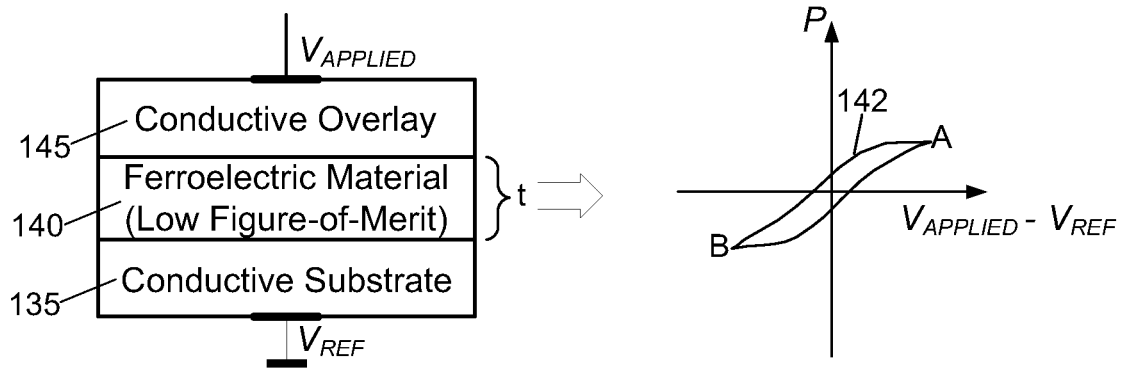 V_APPLIED
Conductive Overlay
145
Ferroelectric Material
(Low Figure-of-Merit)
140
t
Conductive Substrate
135
V_REF
P
142
A
B
V_APPLIED - V_REF